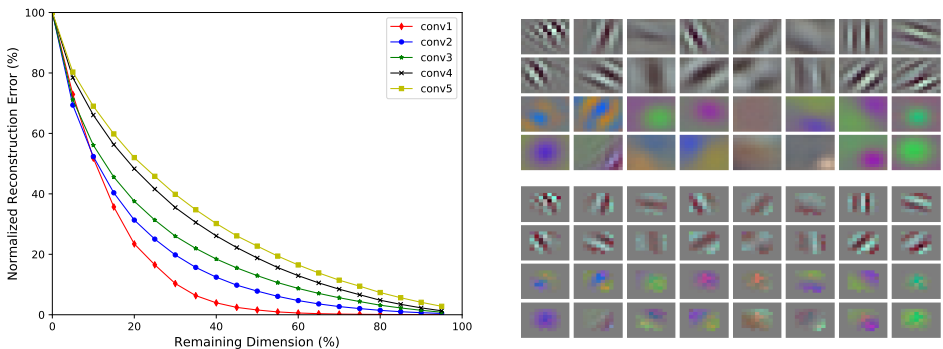 100
80
60
40
20
0
0
20
40
60
80
100
Normalized Reconstruction Error (%)
Remaining Dimension (%)
conv1
conv2
conv3
conv4
conv5